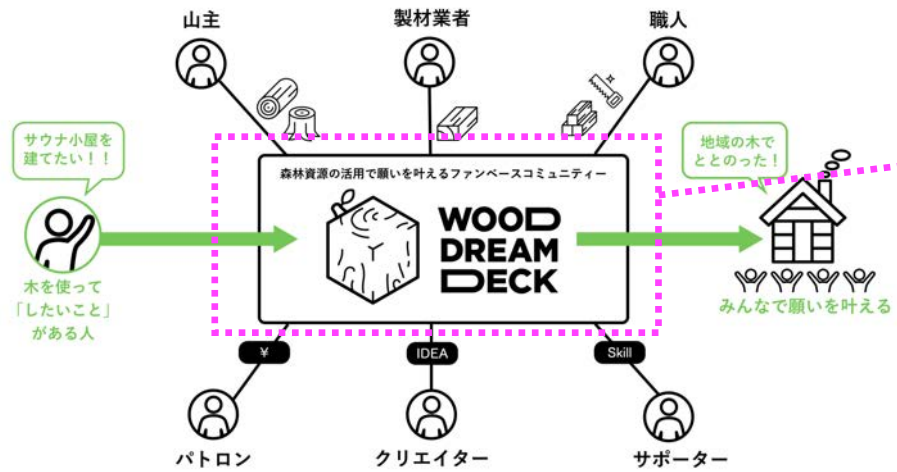 山主
製材業者
職人
サウナ小屋を
建てたい！！
地域の木で
ととのった！
森林資源の活用で願いを叶えるファンベースコミュニティー
WOOD
DREAM
DECK
木を使って
「したいこと」
がある人
みんなで願いを叶える
¥
IDEA
Skill
パトロン
クリエイター
サポーター